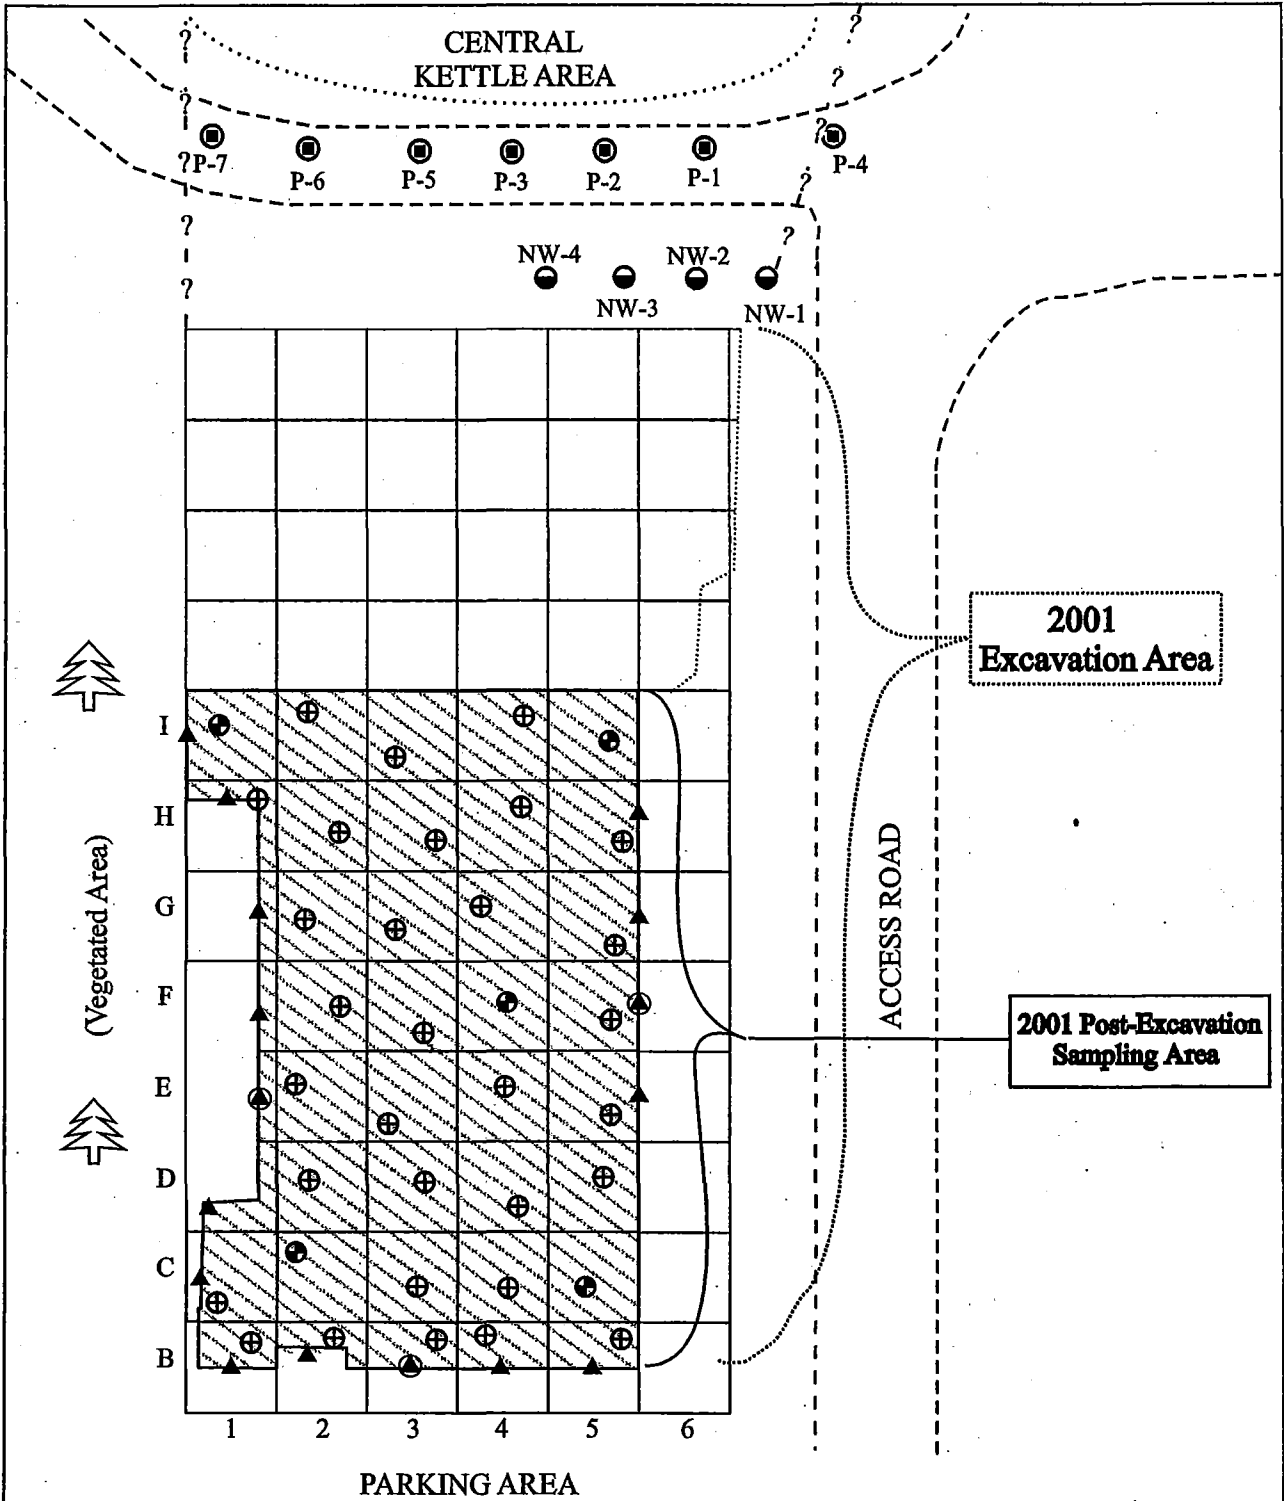 CENTRAL
KETTLE AREA
?
?
?
?
?
?
?
?
?
?
P-7
P-6
P-5
P-3
P-2
P-1
P-4
NW-4
NW-3
NW-2
NW-1
2001
Excavation Area
I
H
G
F
E
D
C
B
(Vegetated Area)
ACCESS ROAD
2001 Post-Excavation
Sampling Area
1
2
3
4
5
6
PARKING AREA